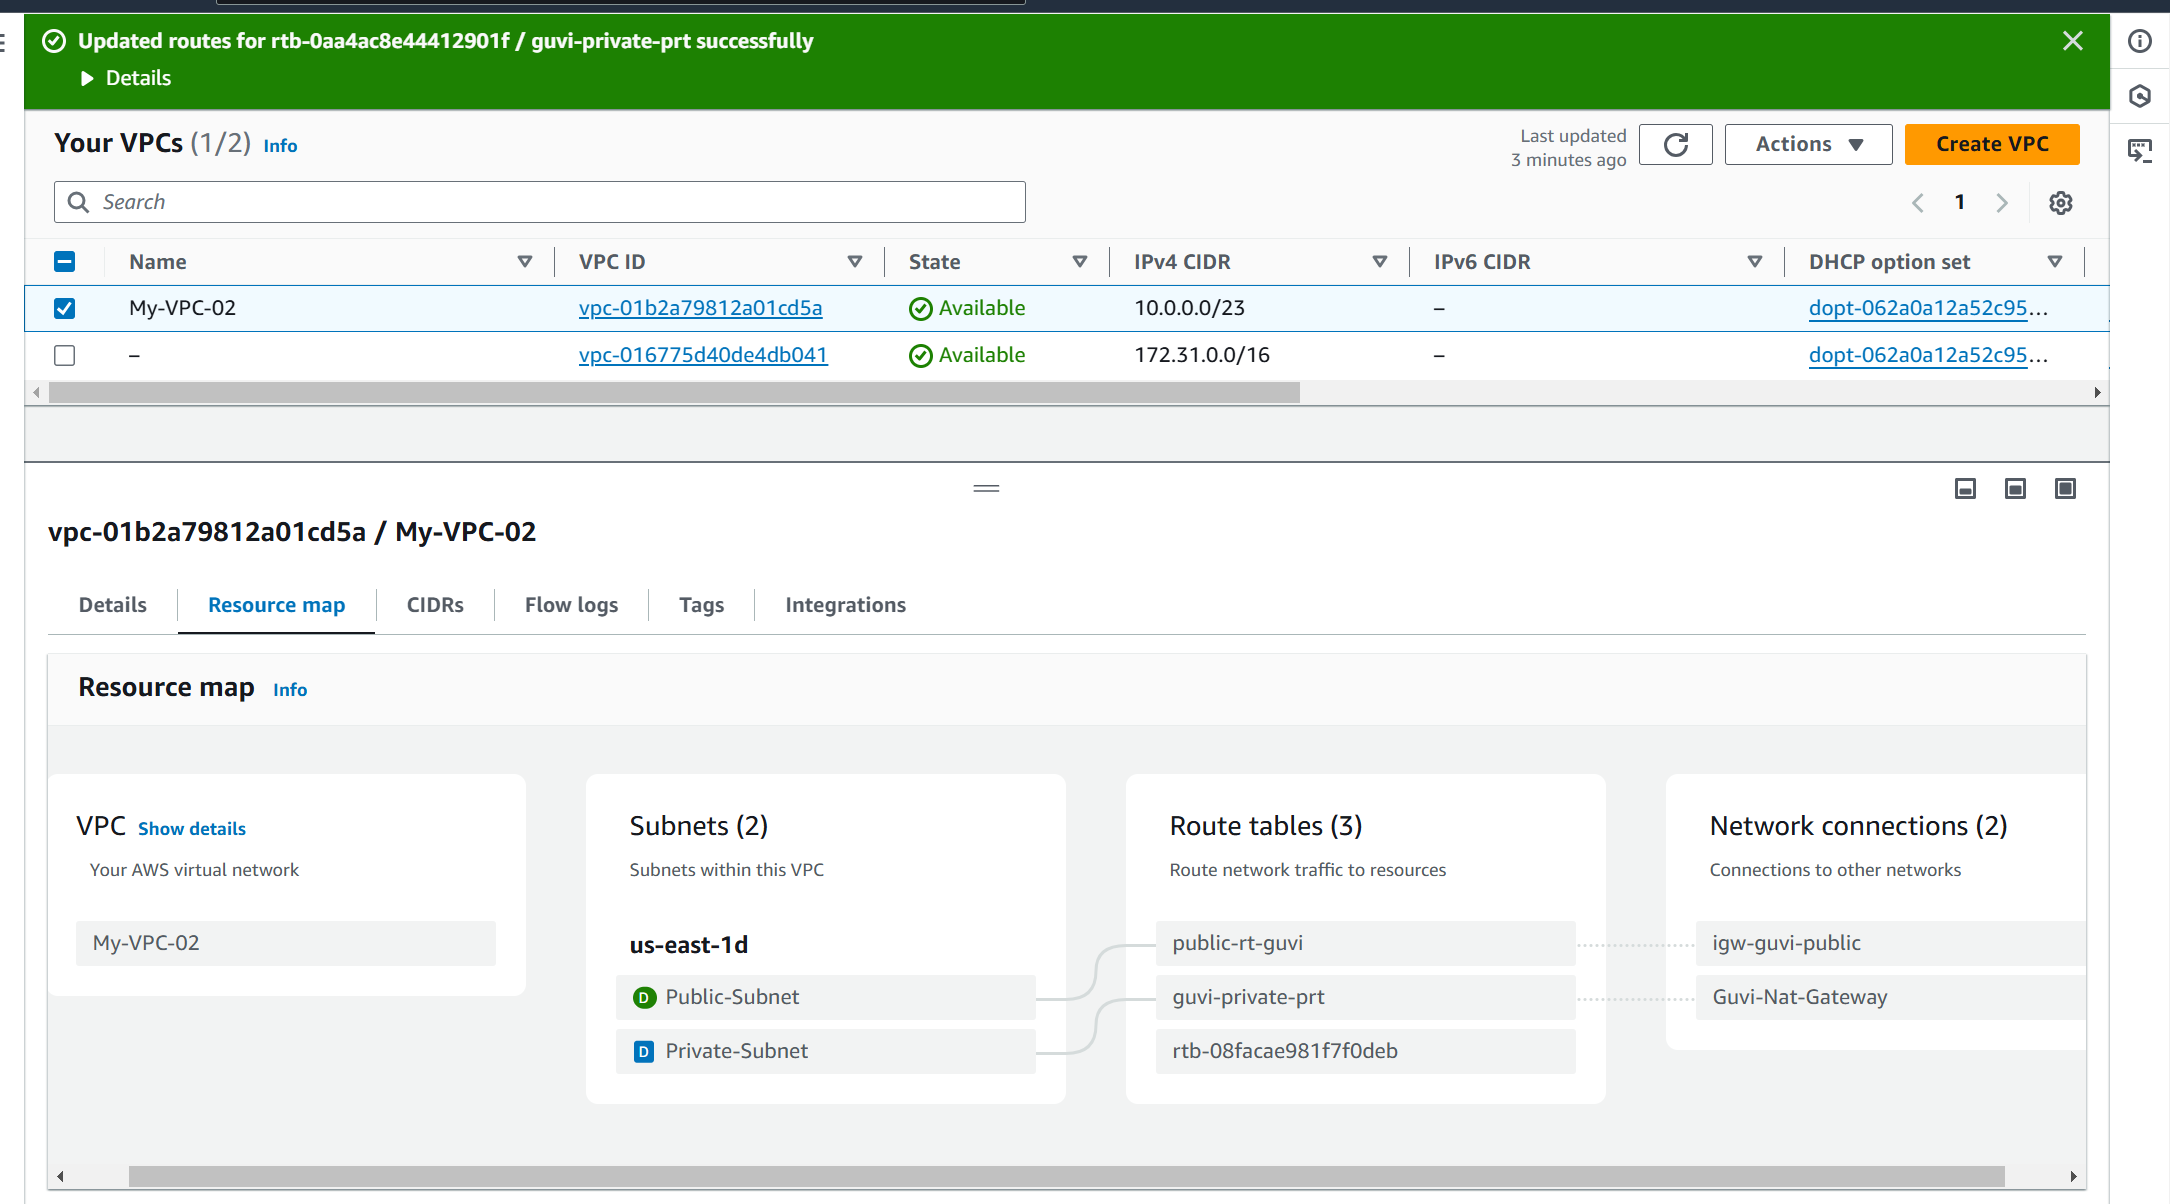 Updated routes for rtb-0aa4ac8e44412901f / guvi-private-prt successfully
Details
Your VPCs (1/2) Info
Last updated
3 minutes ago
Actions
Create VPC
Search
1
Name VPC ID State IPv4 CIDR IPv6 CIDR DHCP option set
My-VPC-02 vpc-01b2a79812a01cd5a Available 10.0.0.0/23 – dopt-062a0a12a52c95...
– vpc-016775d40de4db041 Available 172.31.0.0/16 – dopt-062a0a12a52c95...
vpc-01b2a79812a01cd5a / My-VPC-02
Details Resource map CIDRs Flow logs Tags Integrations
Resource map Info
VPC Show details
Your AWS virtual network
My-VPC-02
Subnets (2)
Subnets within this VPC
us-east-1d
D Public-Subnet
D Private-Subnet
Route tables (3)
Route network traffic to resources
public-rt-guvi
guvi-private-prt
rtb-08facae981f7f0deb
Network connections (2)
Connections to other networks
igw-guvi-public
Guvi-Nat-Gateway